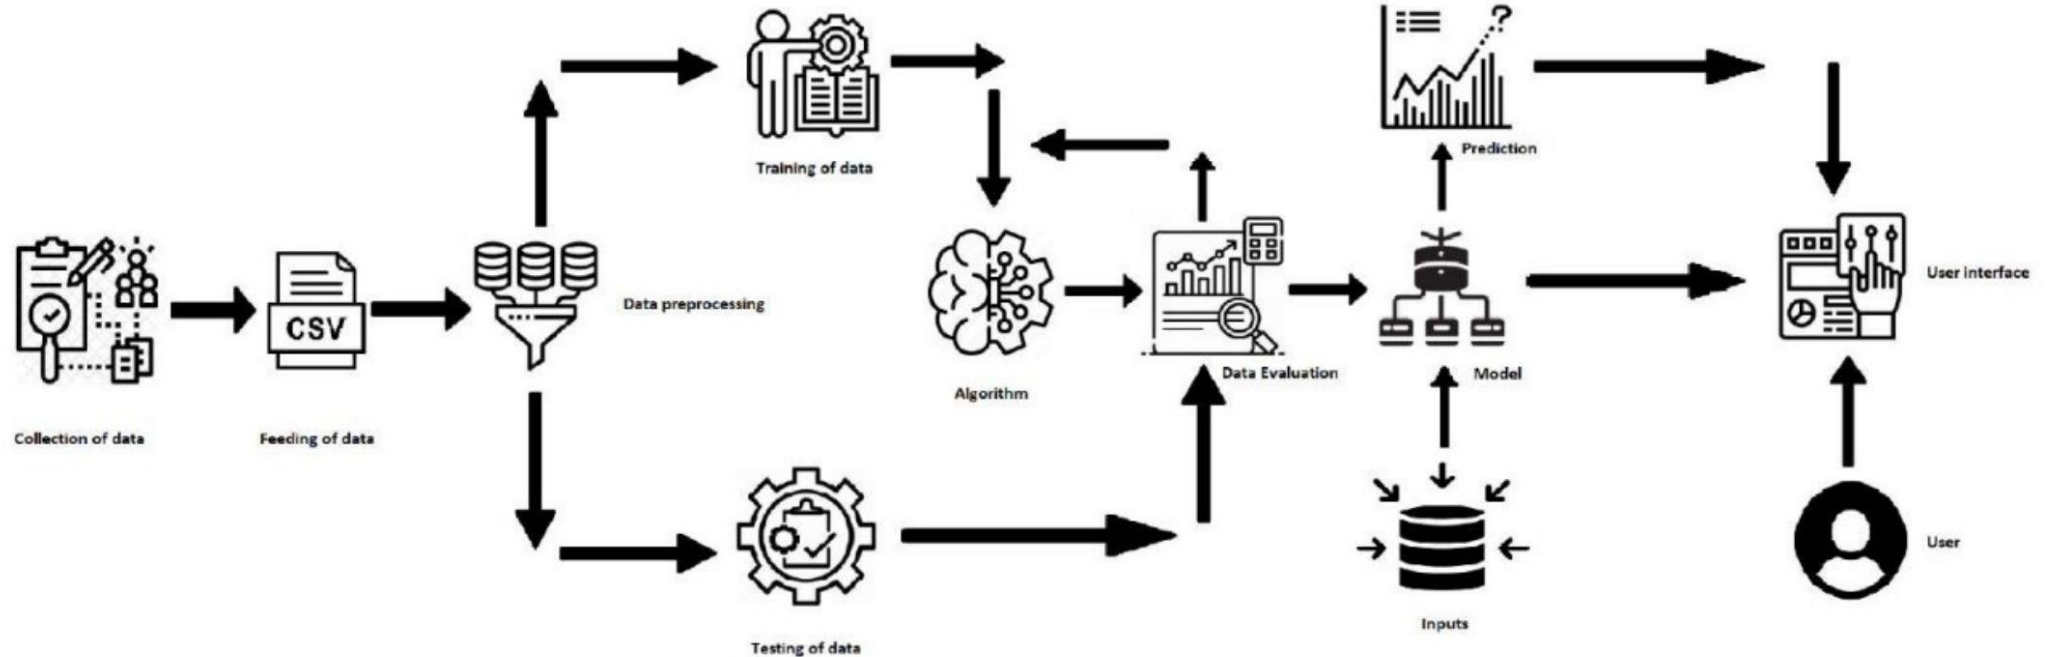 ?
Training of data
Prediction
CSV
Data preprocessing
User interface
Data Evaluation
Model
Algorithm
Collection of data
Feeding of data
User
Inputs
Testing of data